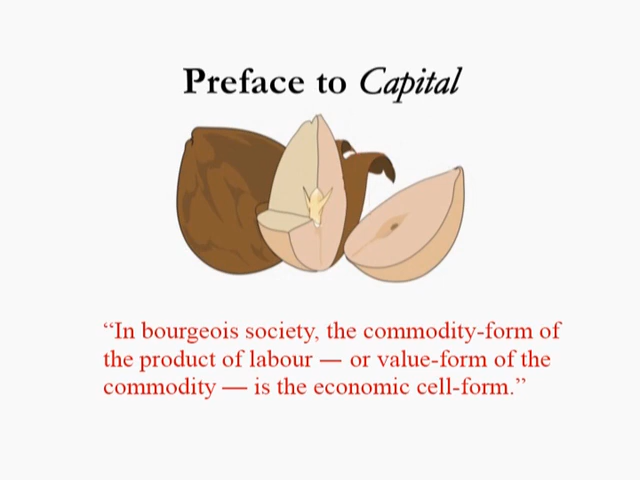 Preface to Capital
“In bourgeois society, the commodity-form of
the product of labour — or value-form of the
commodity — is the economic cell-form.”